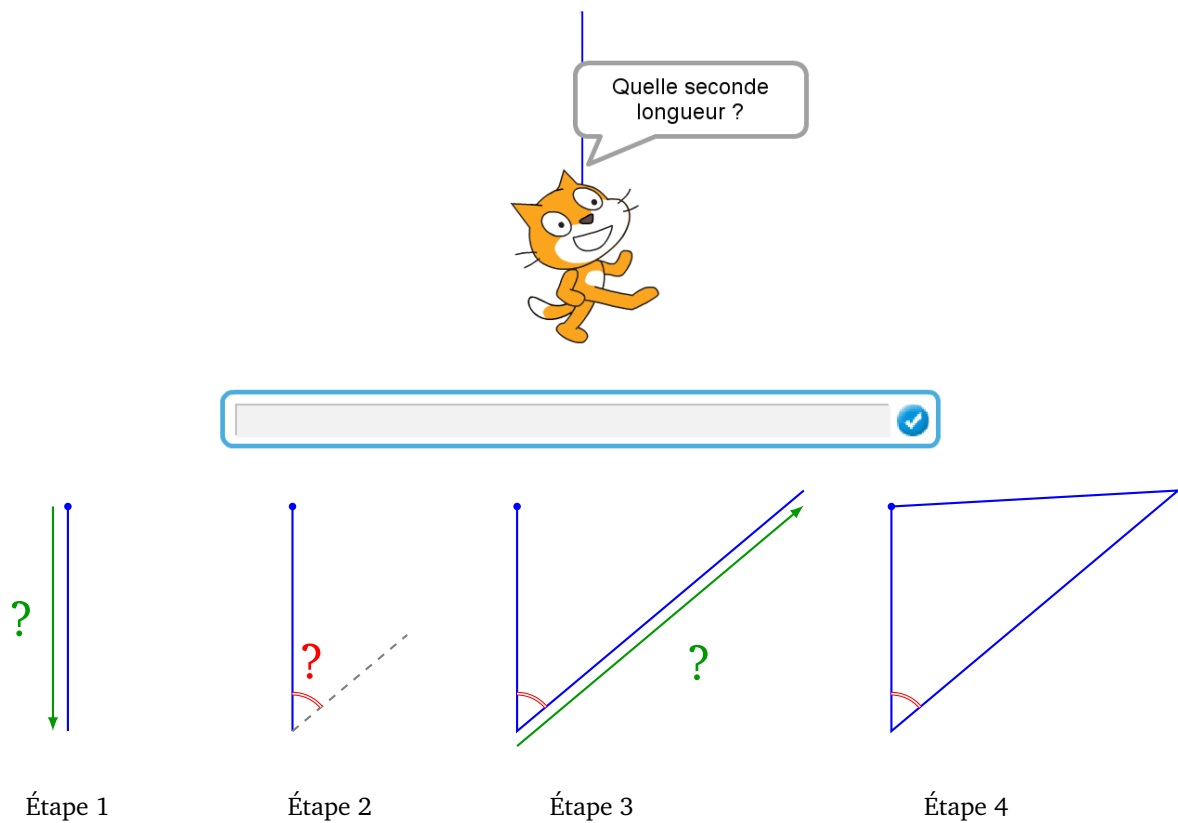 Quelle seconde
longueur ?
?
?
?
Étape 1
Étape 2
Étape 3
Étape 4